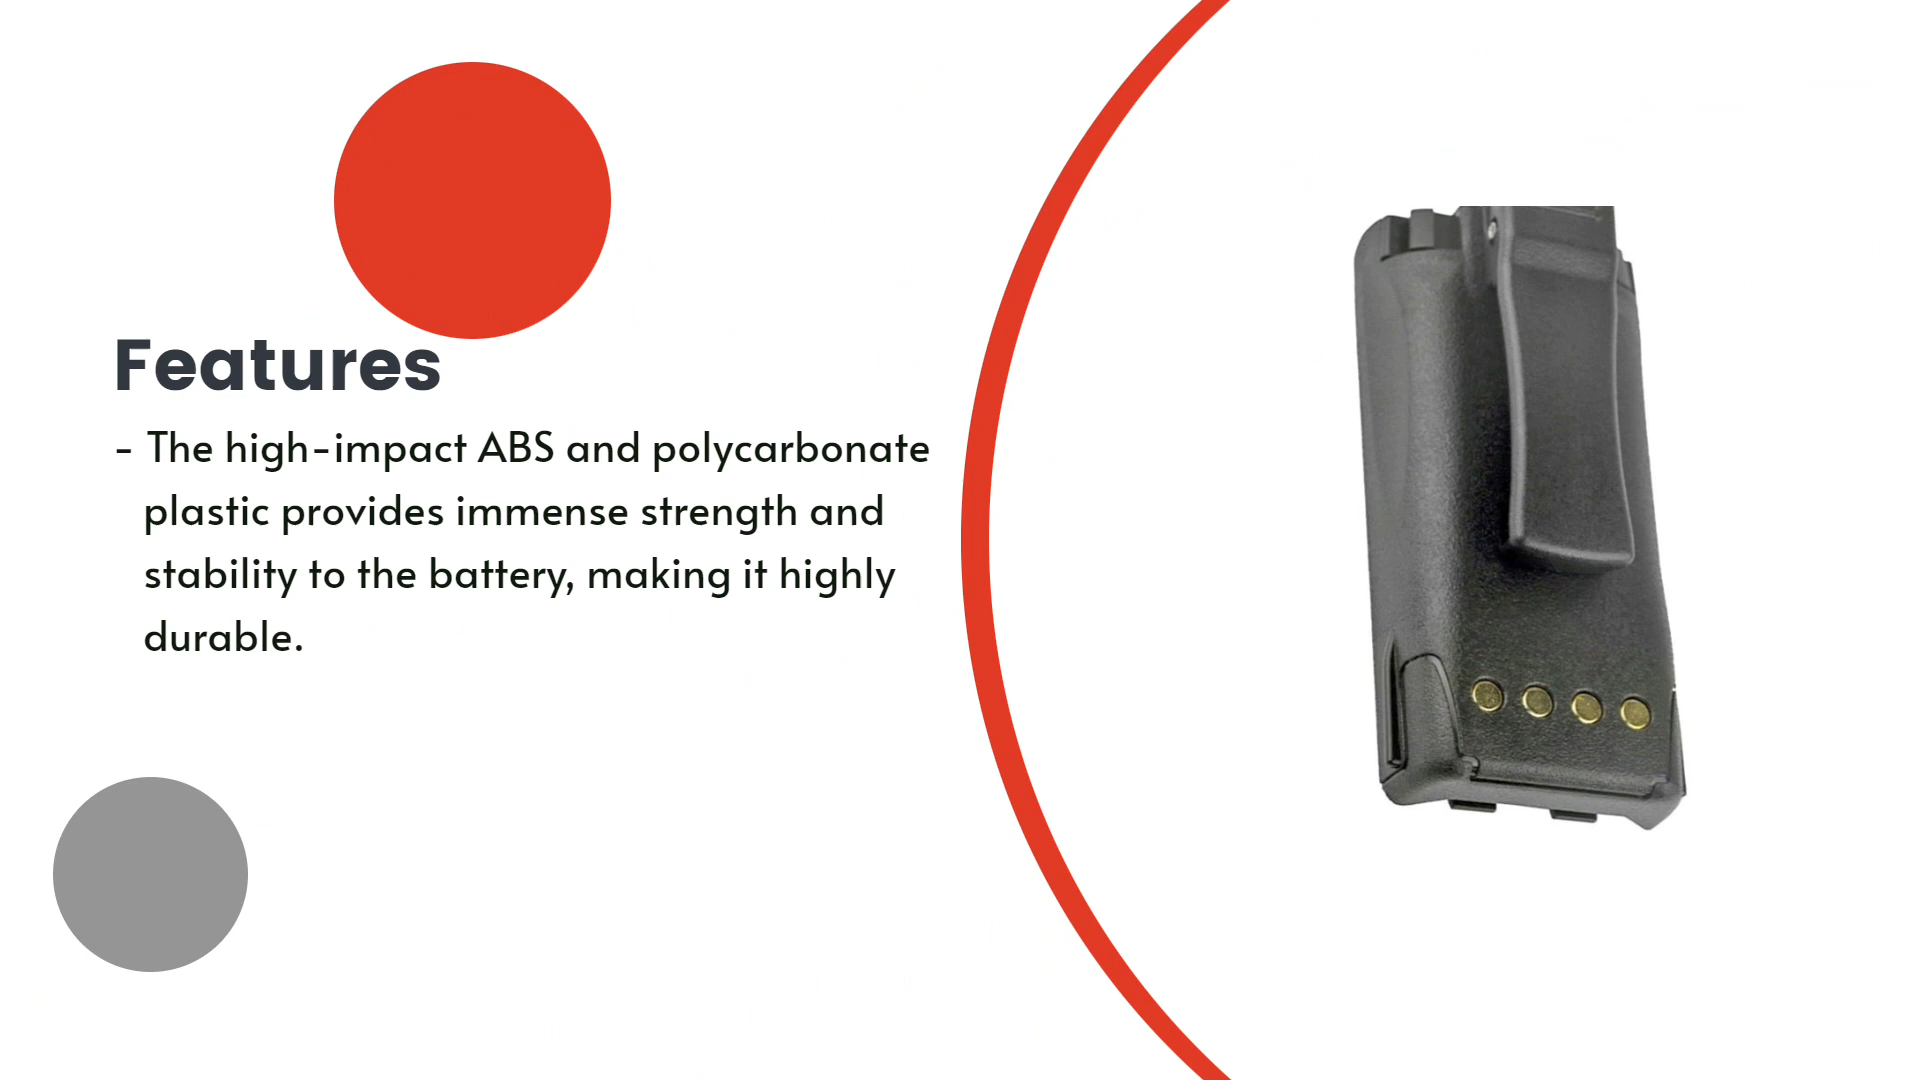 Features
- The high-impact ABS and polycarbonate
plastic provides immense strength and
stability to the battery, making it highly
durable.